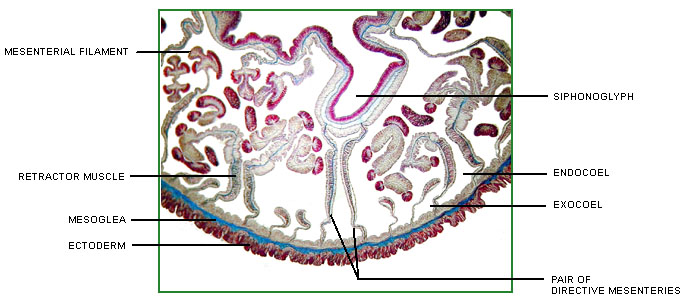 MESENTERIAL FILAMENT
SIPHONOGLYPH
RETRACTOR MUSCLE
ENDOCOEL
EXOCOEL
MESOGLEA
ECTODERM
PAIR OF
DIRECTIVE MESENTERIES